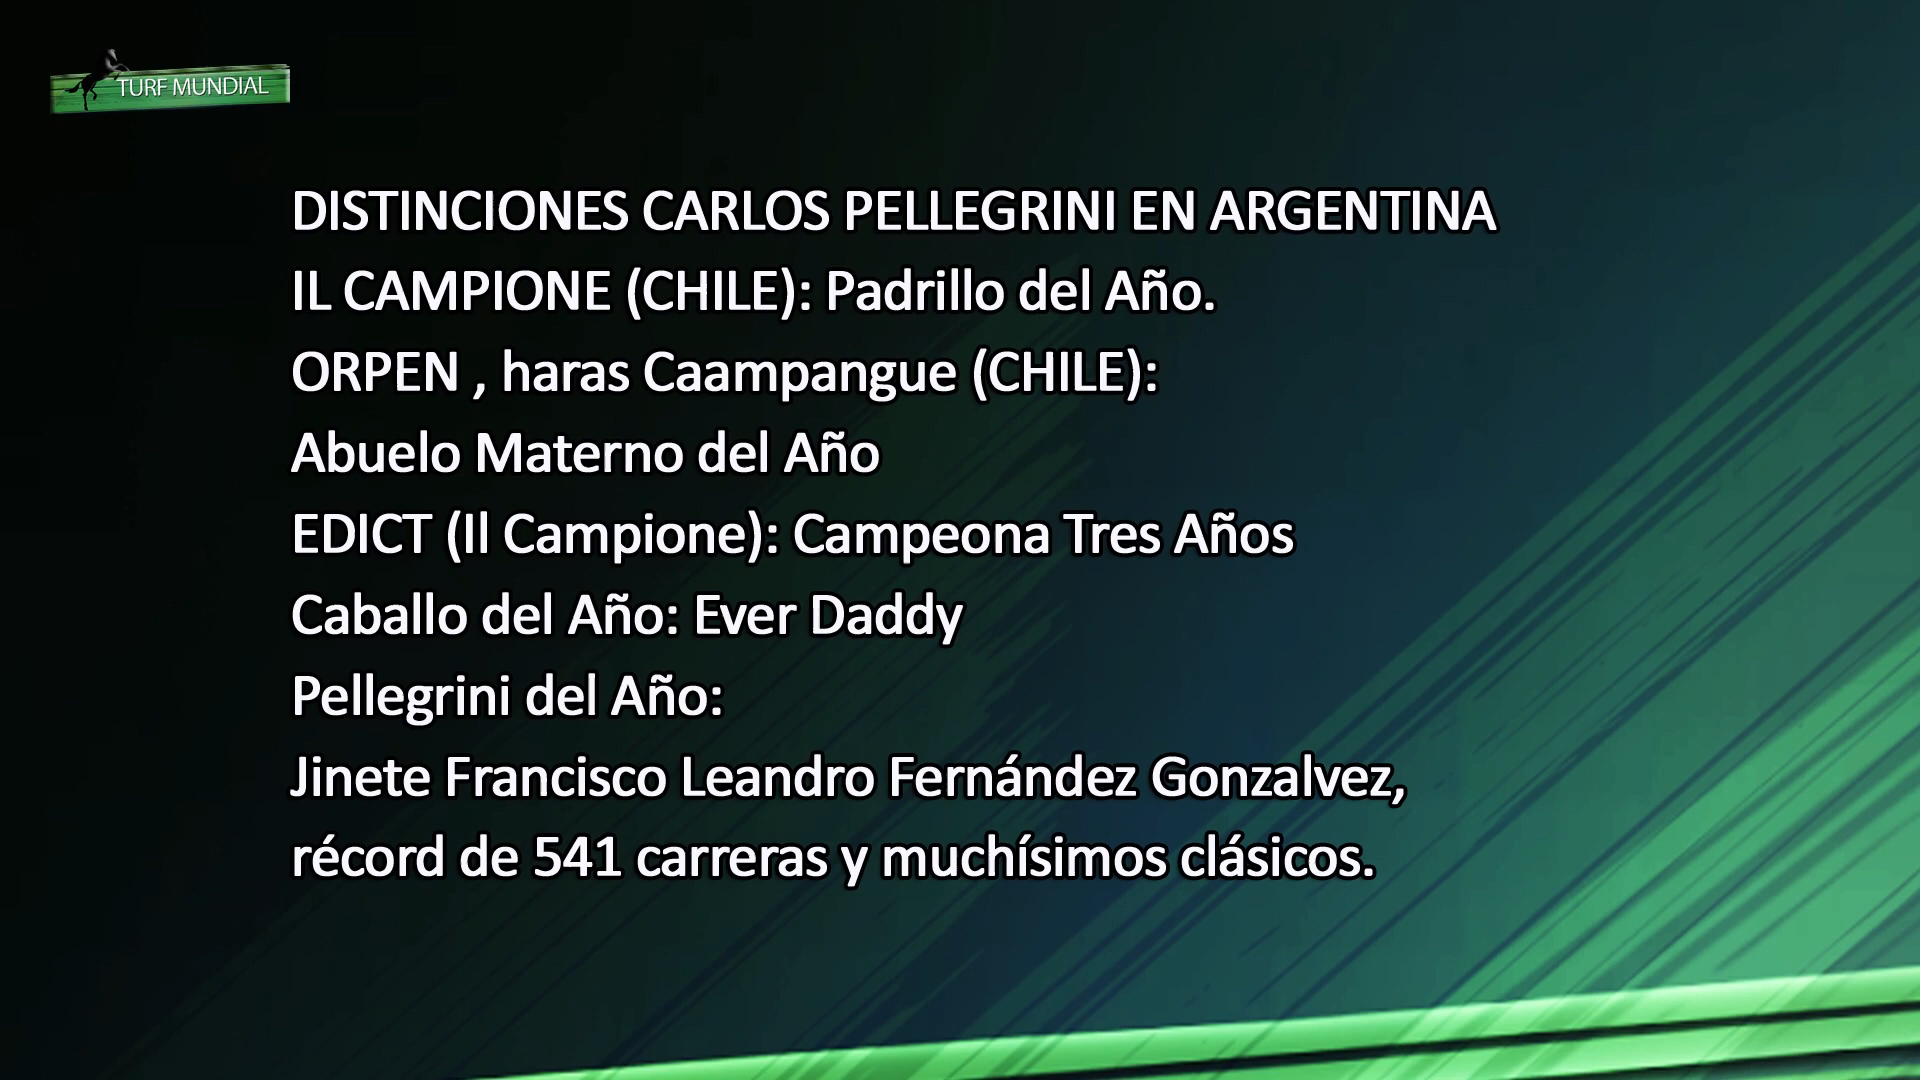 TURF MUNDIAL
DISTINCIONES CARLOS PELLEGRINI EN ARGENTINA
IL CAMPIONE (CHILE): Padrillo del Año.
ORPEN , haras Caampangue (CHILE):
Abuelo Materno del Año
EDICT (Il Campione): Campeona Tres Años
Caballo del Año: Ever Daddy
Pellegrini del Año:
Jinete Francisco Leandro Fernández Gonzalvez,
récord de 541 carreras y muchísimos clásicos.